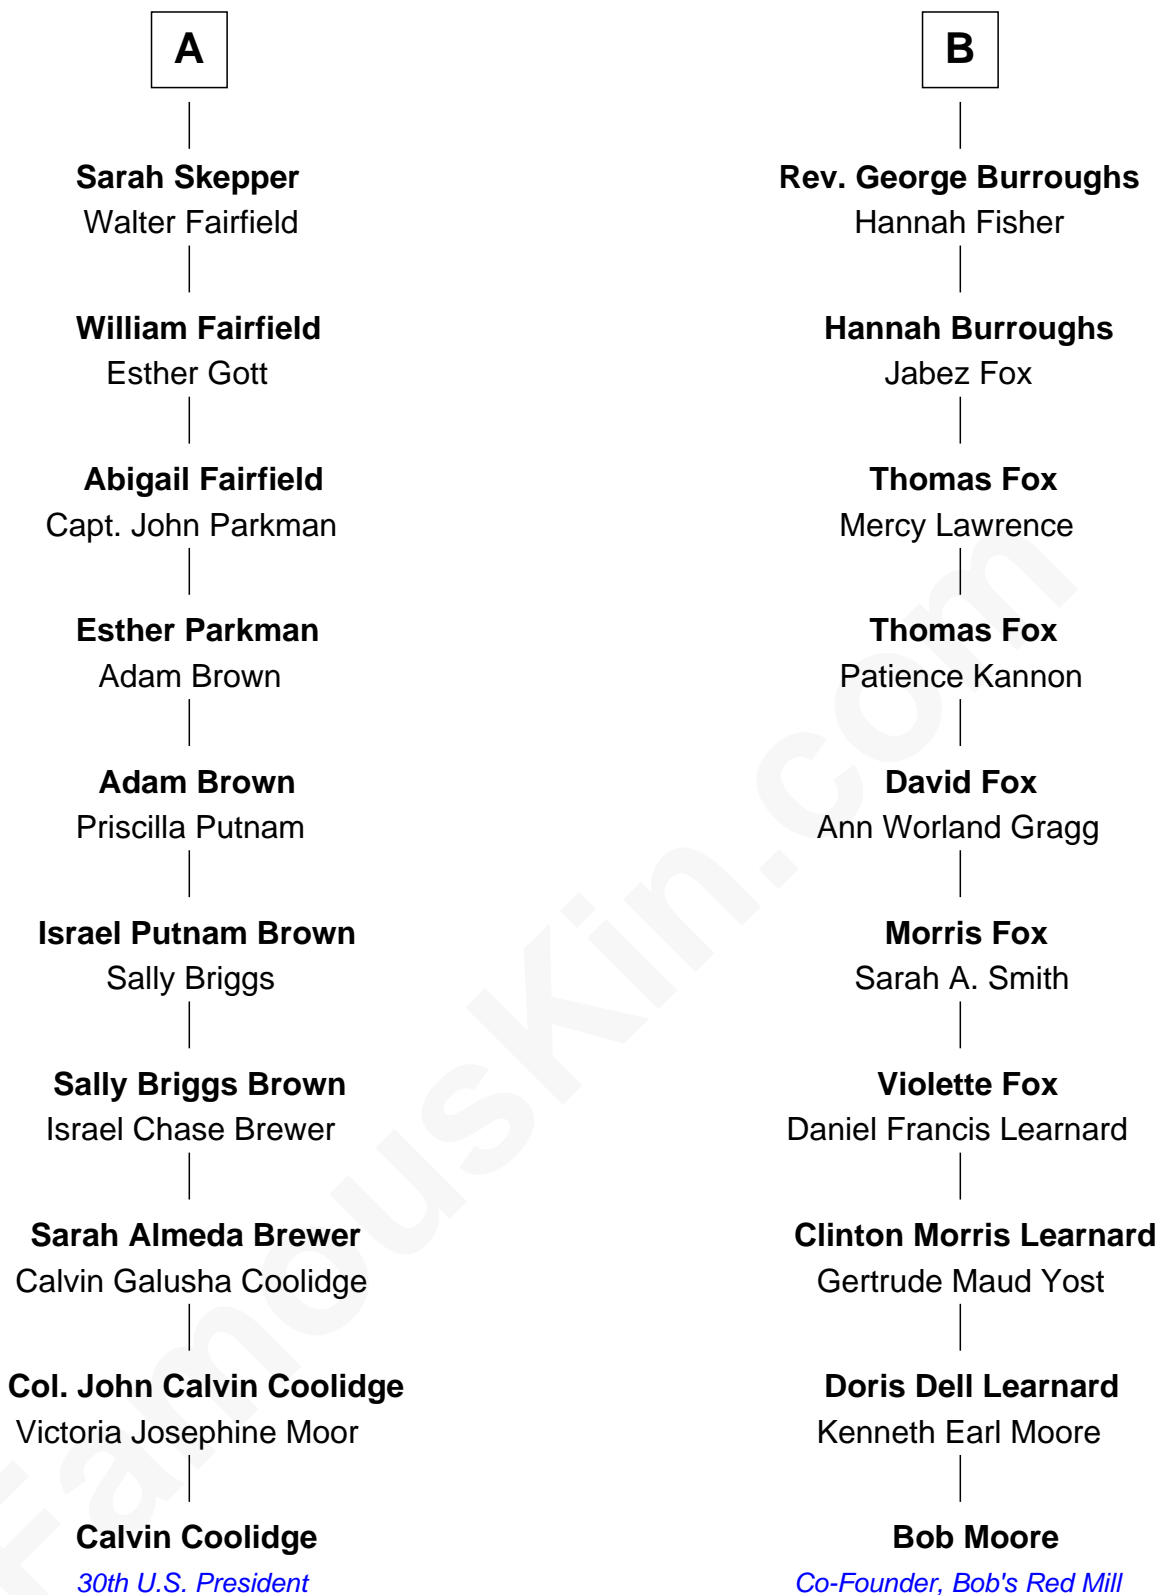 A
Sarah Skepper
Walter Fairfield
William Fairfield
Esther Gott
Abigail Fairfield
Capt. John Parkman
Esther Parkman
Adam Brown
Adam Brown
Priscilla Putnam
Israel Putnam Brown
Sally Briggs
Sally Briggs Brown
Israel Chase Brewer
Sarah Almeda Brewer
Calvin Galusha Coolidge
Col. John Calvin Coolidge
Victoria Josephine Moor
Calvin Coolidge
30th U.S. President
B
Rev. George Burroughs
Hannah Fisher
Hannah Burroughs
Jabez Fox
Thomas Fox
Mercy Lawrence
Thomas Fox
Patience Kannon
David Fox
Ann Worland Gragg
Morris Fox
Sarah A. Smith
Violette Fox
Daniel Francis Learnard
Clinton Morris Learnard
Gertrude Maud Yost
Doris Dell Learnard
Kenneth Earl Moore
Bob Moore
Co-Founder, Bob's Red Mill
FamousKin.com